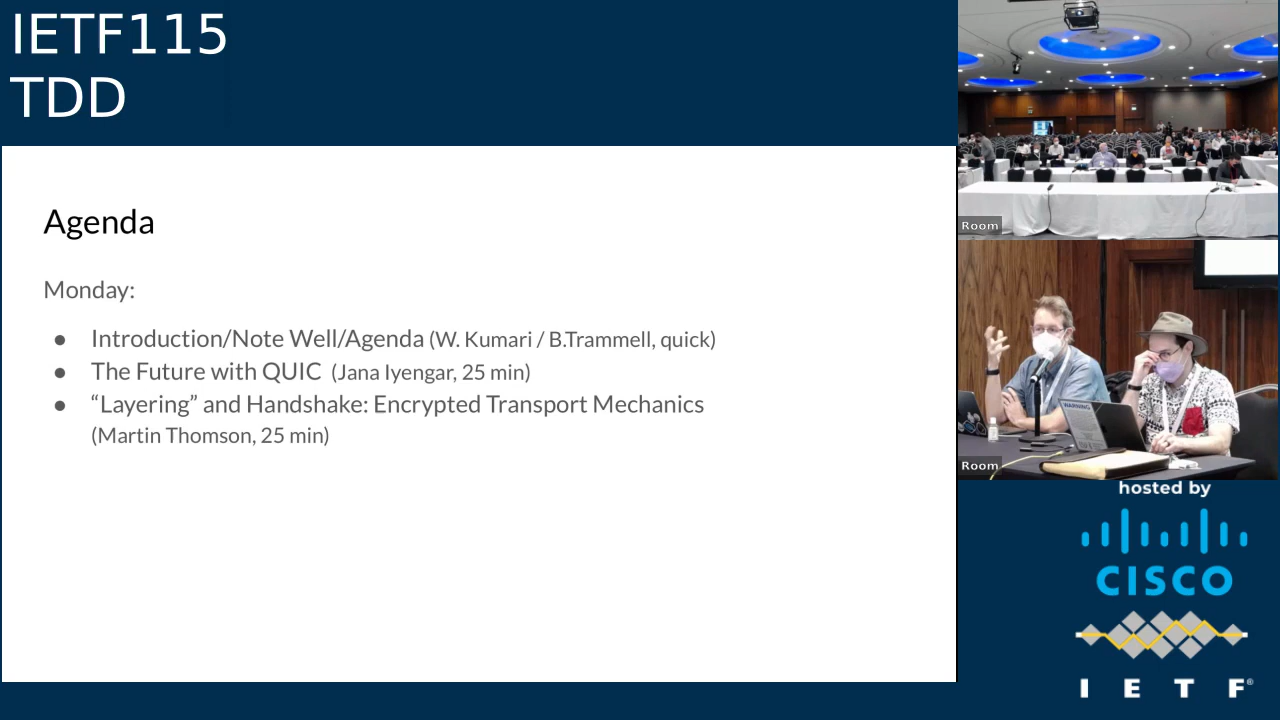 IETF115
TDD
Agenda
Monday:
● Introduction/Note Well/Agenda (W. Kumari / B.Trammell, quick)
● The Future with QUIC (Jana Iyengar, 25 min)
● “Layering” and Handshake: Encrypted Transport Mechanics
(Martin Thomson, 25 min)
Room
WARNING
Room
hosted by
CISCO
I E T F®